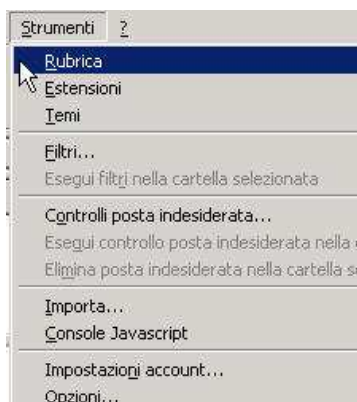 Strumenti ?
Rubrica
Estensioni
Temi
Filtri...
Esegui filtri nella cartella selezionata
Controlli posta indesiderata...
Esegui controllo posta indesiderata nella
Elimina posta indesiderata nella cartella
Importa...
Console Javascript
Impostazioni account...
Opzioni...